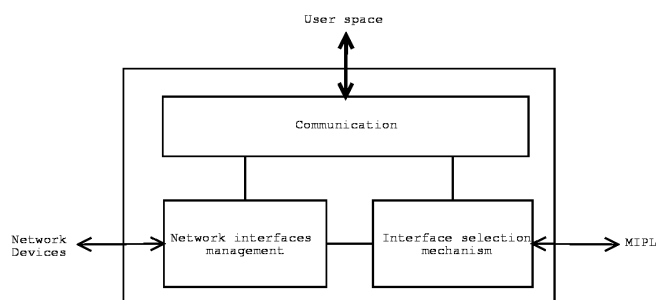 User space
Communication
Network interfaces
management
Interface selection
mechanism
Network
Devices
MIPL